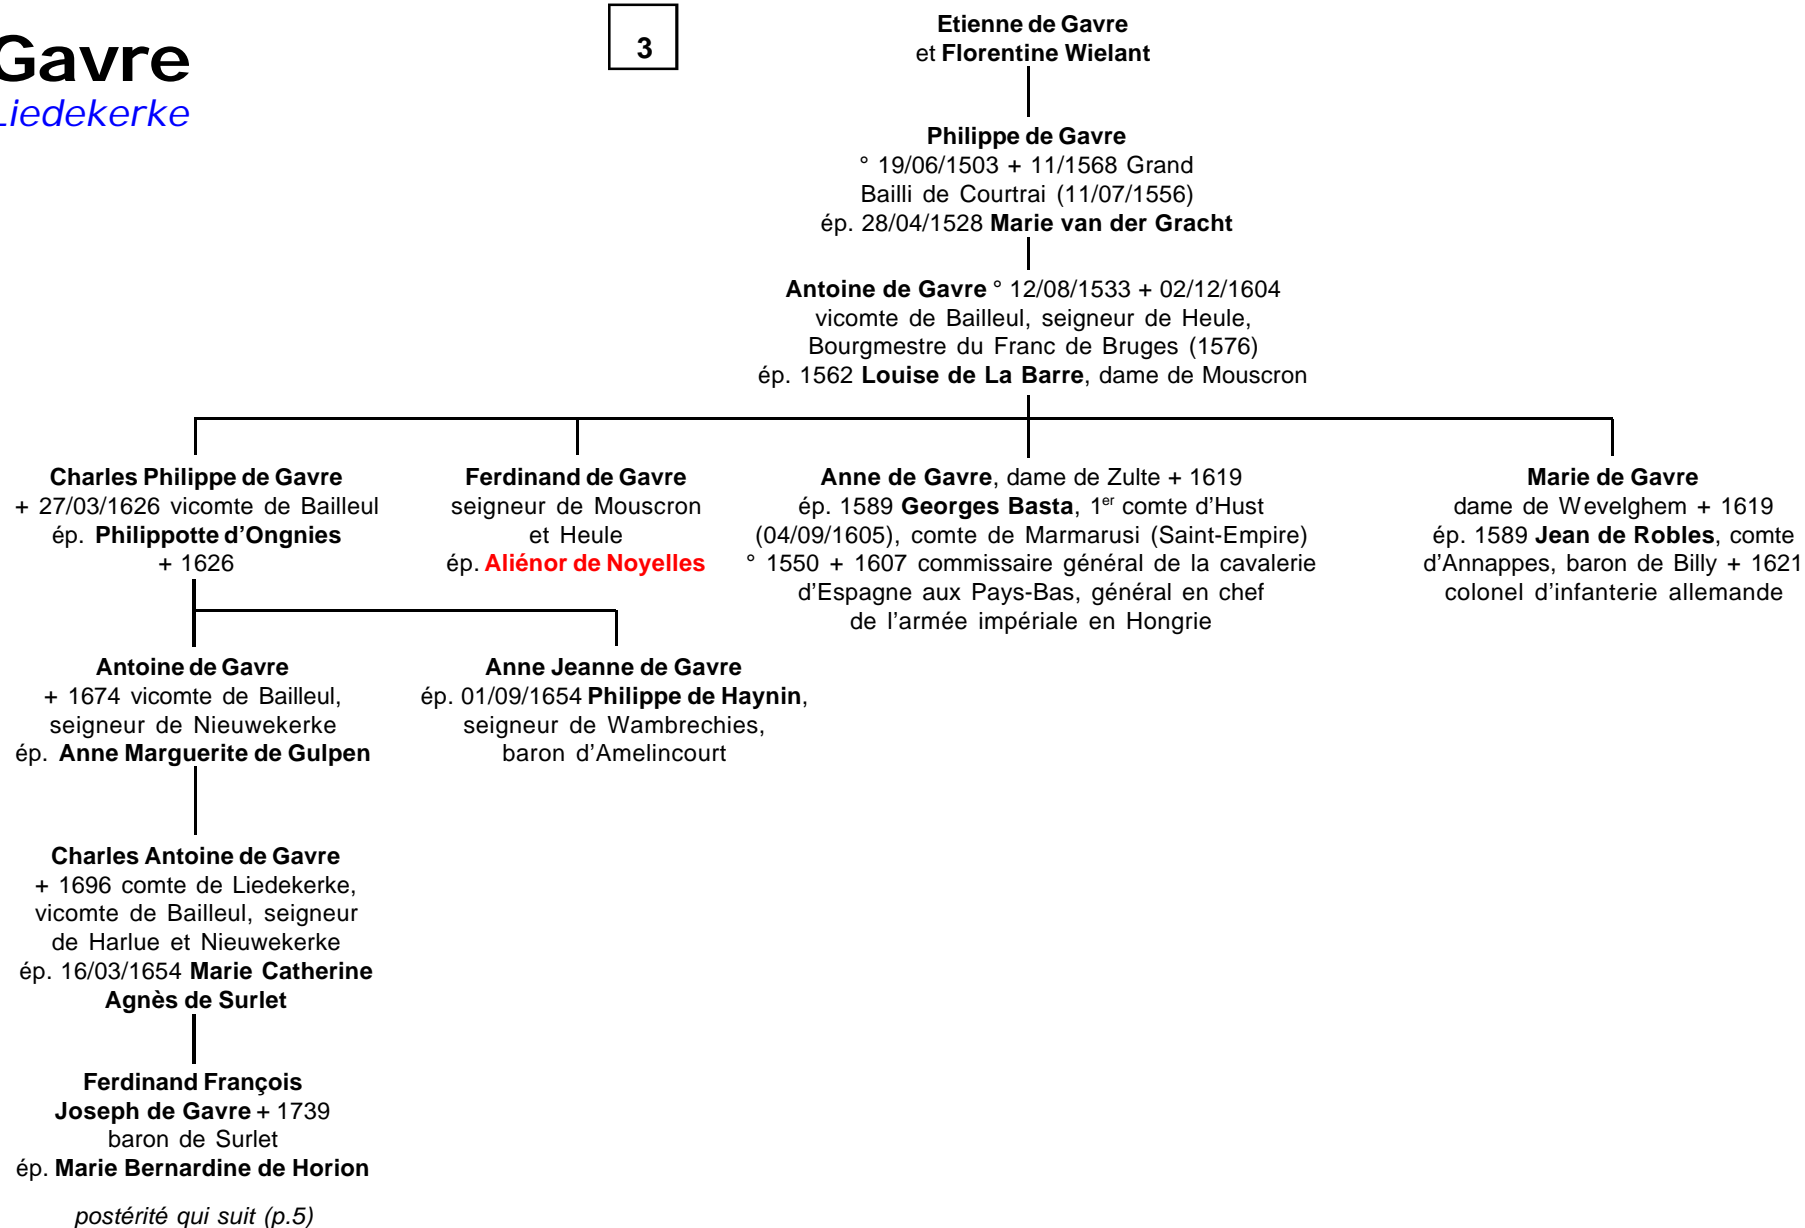 Gavre
Liedekerke
3
Etienne de Gavre
et Florentine Wielant
Philippe de Gavre
° 19/06/1503 + 11/1568 Grand
Bailli de Courtrai (11/07/1556)
ép. 28/04/1528 Marie van der Gracht
Antoine de Gavre ° 12/08/1533 + 02/12/1604
vicomte de Bailleul, seigneur de Heule,
Bourgmestre du Franc de Bruges (1576)
ép. 1562 Louise de La Barre, dame de Mouscron
Charles Philippe de Gavre
+ 27/03/1626 vicomte de Bailleul
ép. Philippotte d’Ongnies
+ 1626
Ferdinand de Gavre
seigneur de Mouscron
et Heule
ép. Aliénor de Noyelles
Anne de Gavre, dame de Zulte + 1619
ép. 1589 Georges Basta, 1er comte d’Hust
(04/09/1605), comte de Marmarusi (Saint-Empire)
° 1550 + 1607 commissaire général de la cavalerie
d’Espagne aux Pays-Bas, général en chef
de l’armée impériale en Hongrie
Marie de Gavre
dame de Wevelghem + 1619
ép. 1589 Jean de Robles, comte
d’Annappes, baron de Billy + 1621
colonel d’infanterie allemande
Antoine de Gavre
+ 1674 vicomte de Bailleul,
seigneur de Nieuwekerke
ép. Anne Marguerite de Gulpen
Anne Jeanne de Gavre
ép. 01/09/1654 Philippe de Haynin,
seigneur de Wambrechies,
baron d’Amelincourt
Charles Antoine de Gavre
+ 1696 comte de Liedekerke,
vicomte de Bailleul, seigneur
de Harlue et Nieuwekerke
ép. 16/03/1654 Marie Catherine
Agnès de Surlet
Ferdinand François
Joseph de Gavre + 1739
baron de Surlet
ép. Marie Bernardine de Horion
postérité qui suit (p.5)